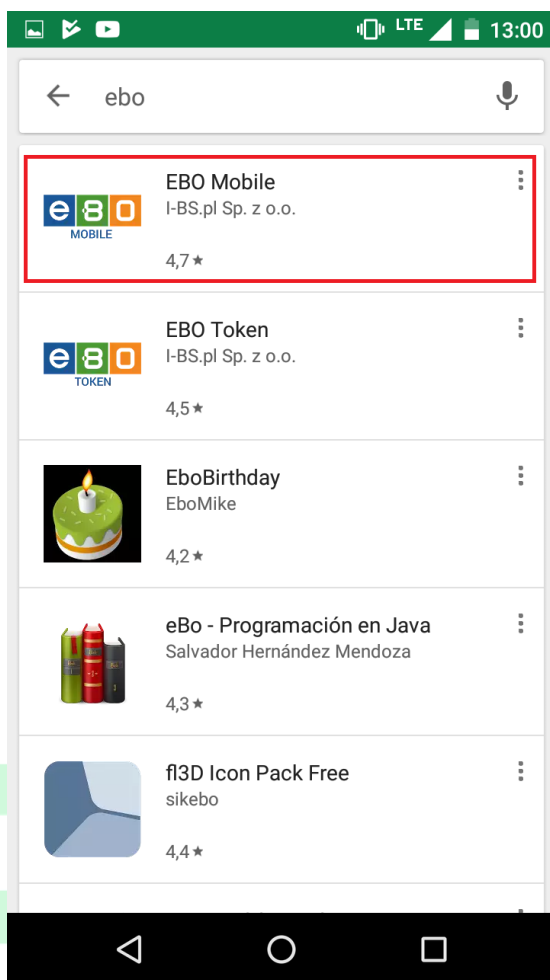 LTE 13:00
ebo
EBO Mobile
I-BS.pl Sp. z o.o.
e80
MOBILE
4,7★
EBO Token
I-BS.pl Sp. z o.o.
e80
TOKEN
4,5★
EboBirthday
EboMike
4,2★
eBo - Programación en Java
Salvador Hernández Mendoza
4,3★
fl3D Icon Pack Free
sikebo
4,4★